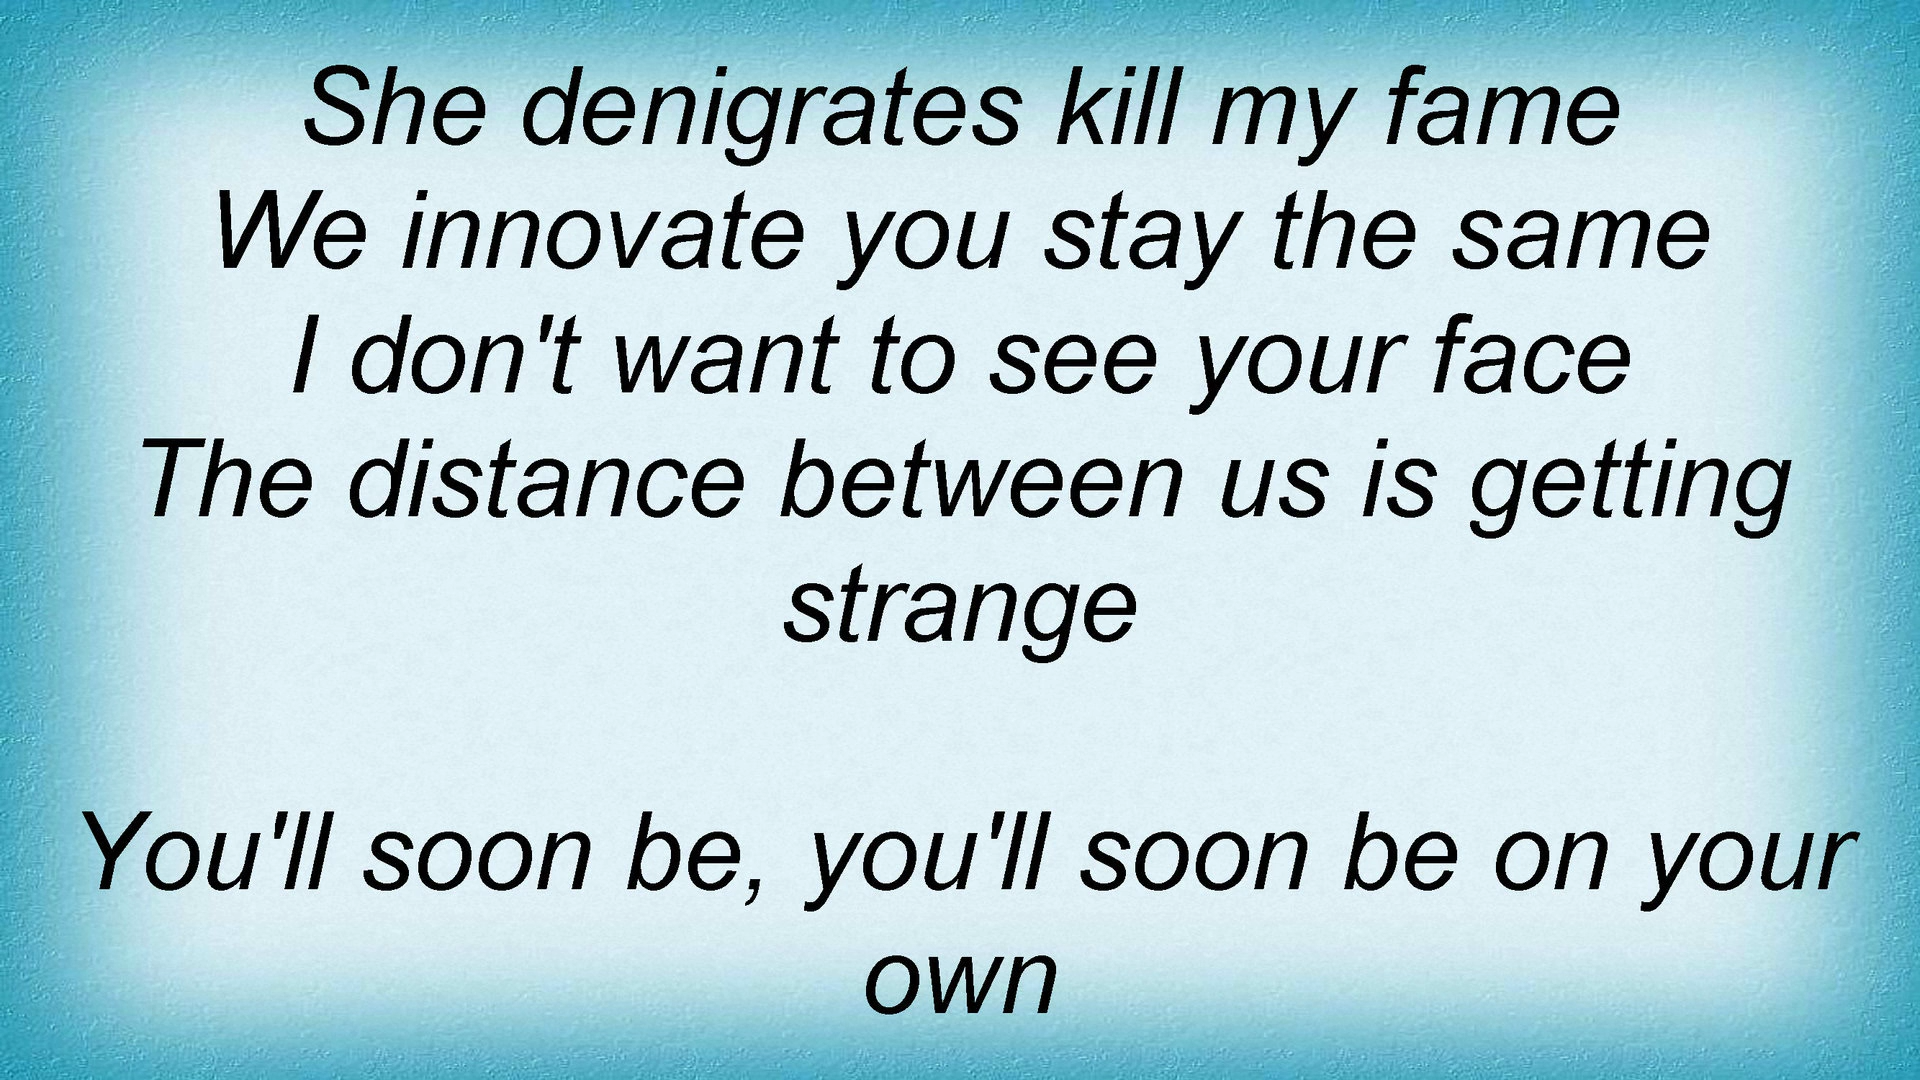 She denigrates kill my fame
We innovate you stay the same
I don't want to see your face
The distance between us is getting
strange
You'll soon be, you'll soon be on your
own